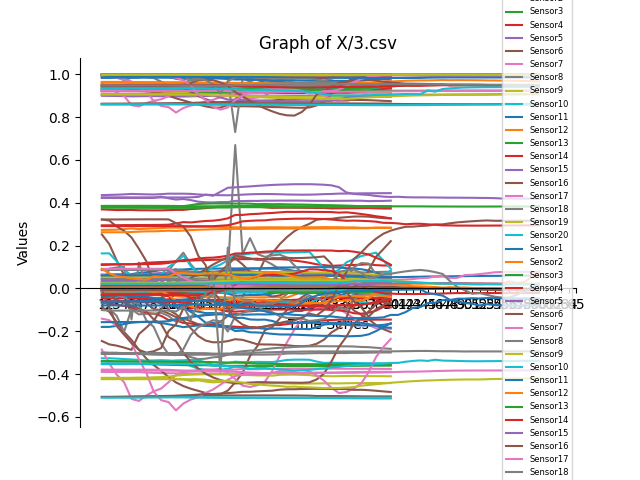 Graph of X/3.csv
Sensor3
Sensor4
Sensor5
Sensor6
Sensor7
Sensor8
Sensor9
Sensor10
Sensor11
Sensor12
Sensor13
Sensor14
Sensor15
Sensor16
Sensor17
Sensor18
Sensor19
Sensor20
Sensor1
Sensor2
Sensor3
Sensor4
Sensor5
Sensor6
Sensor7
Sensor8
Sensor9
Sensor10
Sensor11
Sensor12
Sensor13
Sensor14
Sensor15
Sensor16
Sensor17
Sensor18
Values
1.0
0.8
0.6
0.4
0.2
0.0
−0.2
−0.4
−0.6
Time Series